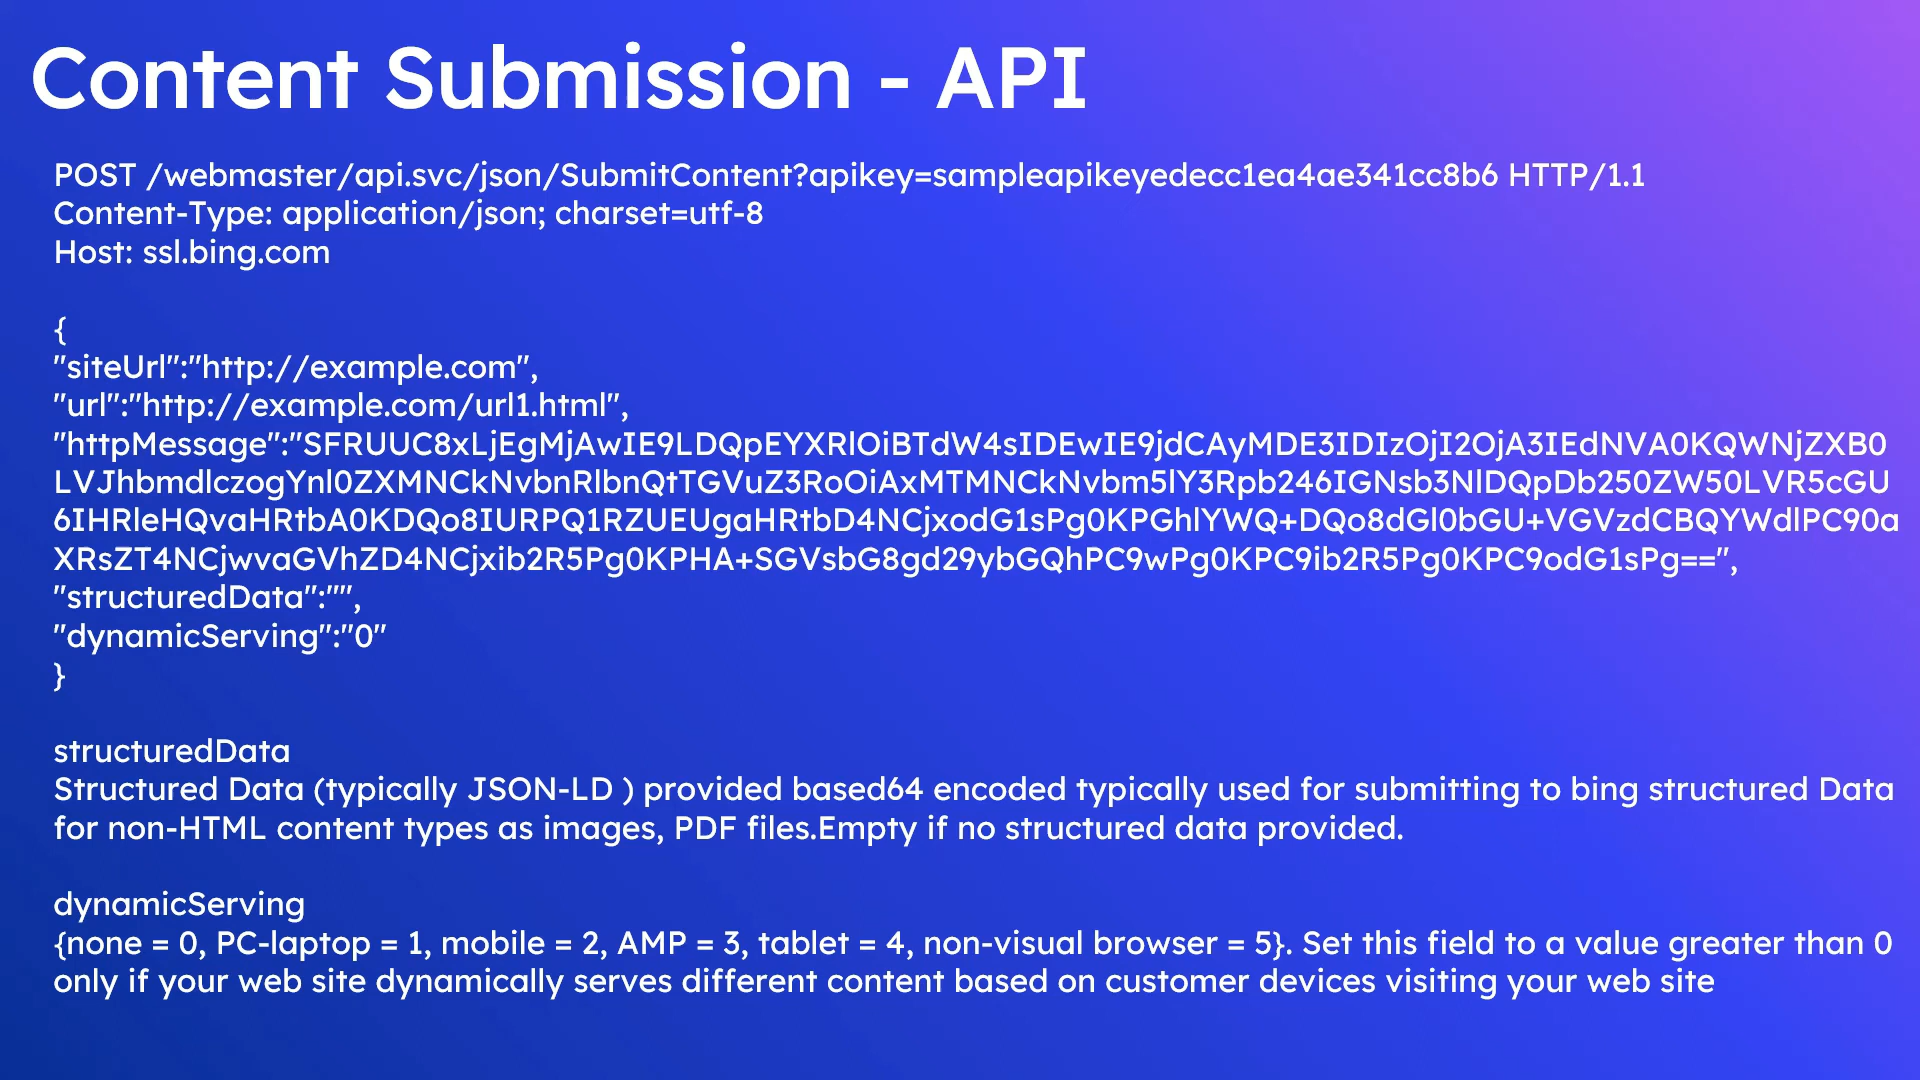 Content Submission - API
POST /webmaster/api.svc/json/SubmitContent?apikey=sampleapikeyedecc1ea4ae341cc8b6 HTTP/1.1
Content-Type: application/json; charset=utf-8
Host: ssl.bing.com
{
"siteUrl":"http://example.com",
"url":"http://example.com/url1.html",
"httpMessage":"SFRUUC8xLjEgMjAwIE9LDQpEYXRlOiBTdW4sIDEwIE9jdCAyMDE3IDIzOjI2OjA3IEdNVA0KQWNjZXB0
LVJhbmdlczogYnl0ZXMNCkNvbnRlbnQtTGVuZ3RoOiAxMTMNCkNvbm5lY3Rpb246IGNsb3NlDQpDb250ZW50LVR5cGU
6IHRleHQvaHRtbA0KDQo8IURPQ1RZUEUgaHRtbD4NCjxodG1sPg0KPGhlYWQ+DQo8dGl0bGU+VGVzdCBQYWdlPC90a
XRsZT4NCjwvaGVhZD4NCjxib2R5Pg0KPHA+SGVsbG8gd29ybGQhPC9wPg0KPC9ib2R5Pg0KPC9odG1sPg==",
"structuredData":"",
"dynamicServing":"0"
}
structuredData
Structured Data (typically JSON-LD ) provided based64 encoded typically used for submitting to bing structured Data
for non-HTML content types as images, PDF files.Empty if no structured data provided.
dynamicServing
{none = 0, PC-laptop = 1, mobile = 2, AMP = 3, tablet = 4, non-visual browser = 5}. Set this field to a value greater than 0
only if your web site dynamically serves different content based on customer devices visiting your web site